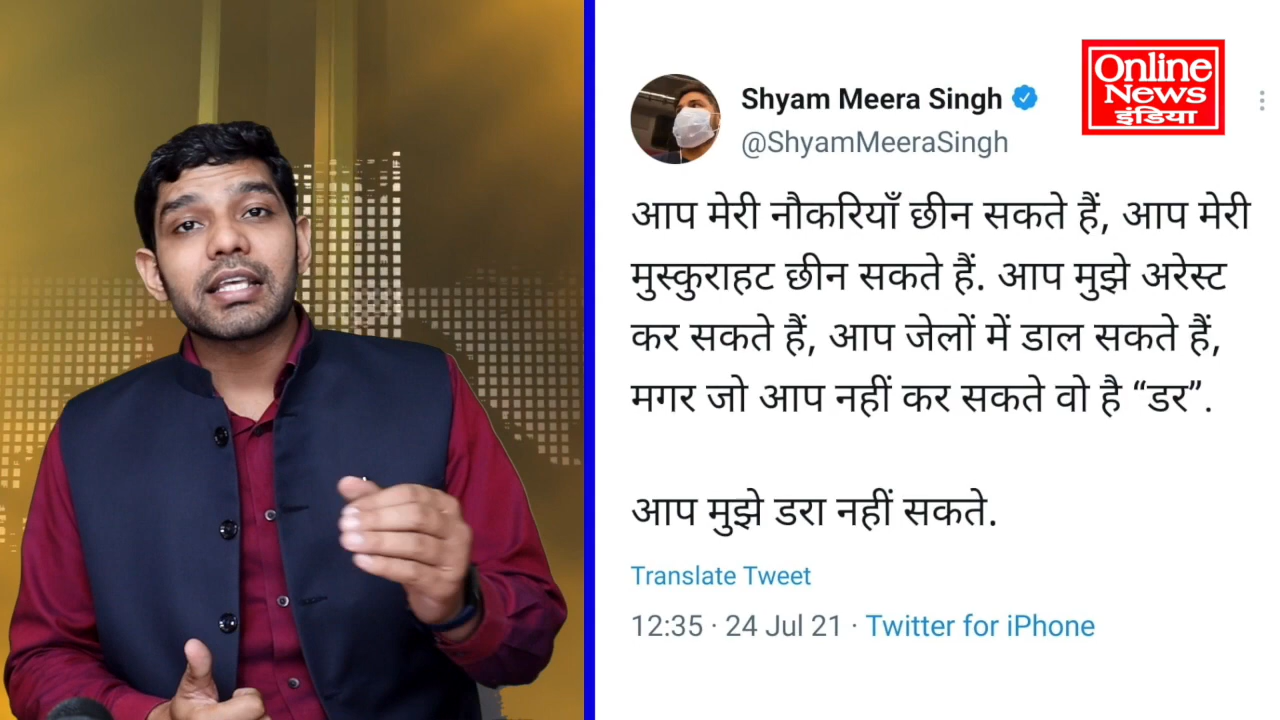 Online
News
इंडिया
Shyam Meera Singh
@ShyamMeeraSingh
आप मेरी नौकरियाँ छीन सकते हैं, आप मेरी
मुस्कुराहट छीन सकते हैं. आप मुझे अरेस्ट
कर सकते हैं, आप जेलों में डाल सकते हैं,
मगर जो आप नहीं कर सकते वो है “डर”.
आप मुझे डरा नहीं सकते.
Translate Tweet
12:35 · 24 Jul 21 · Twitter for iPhone